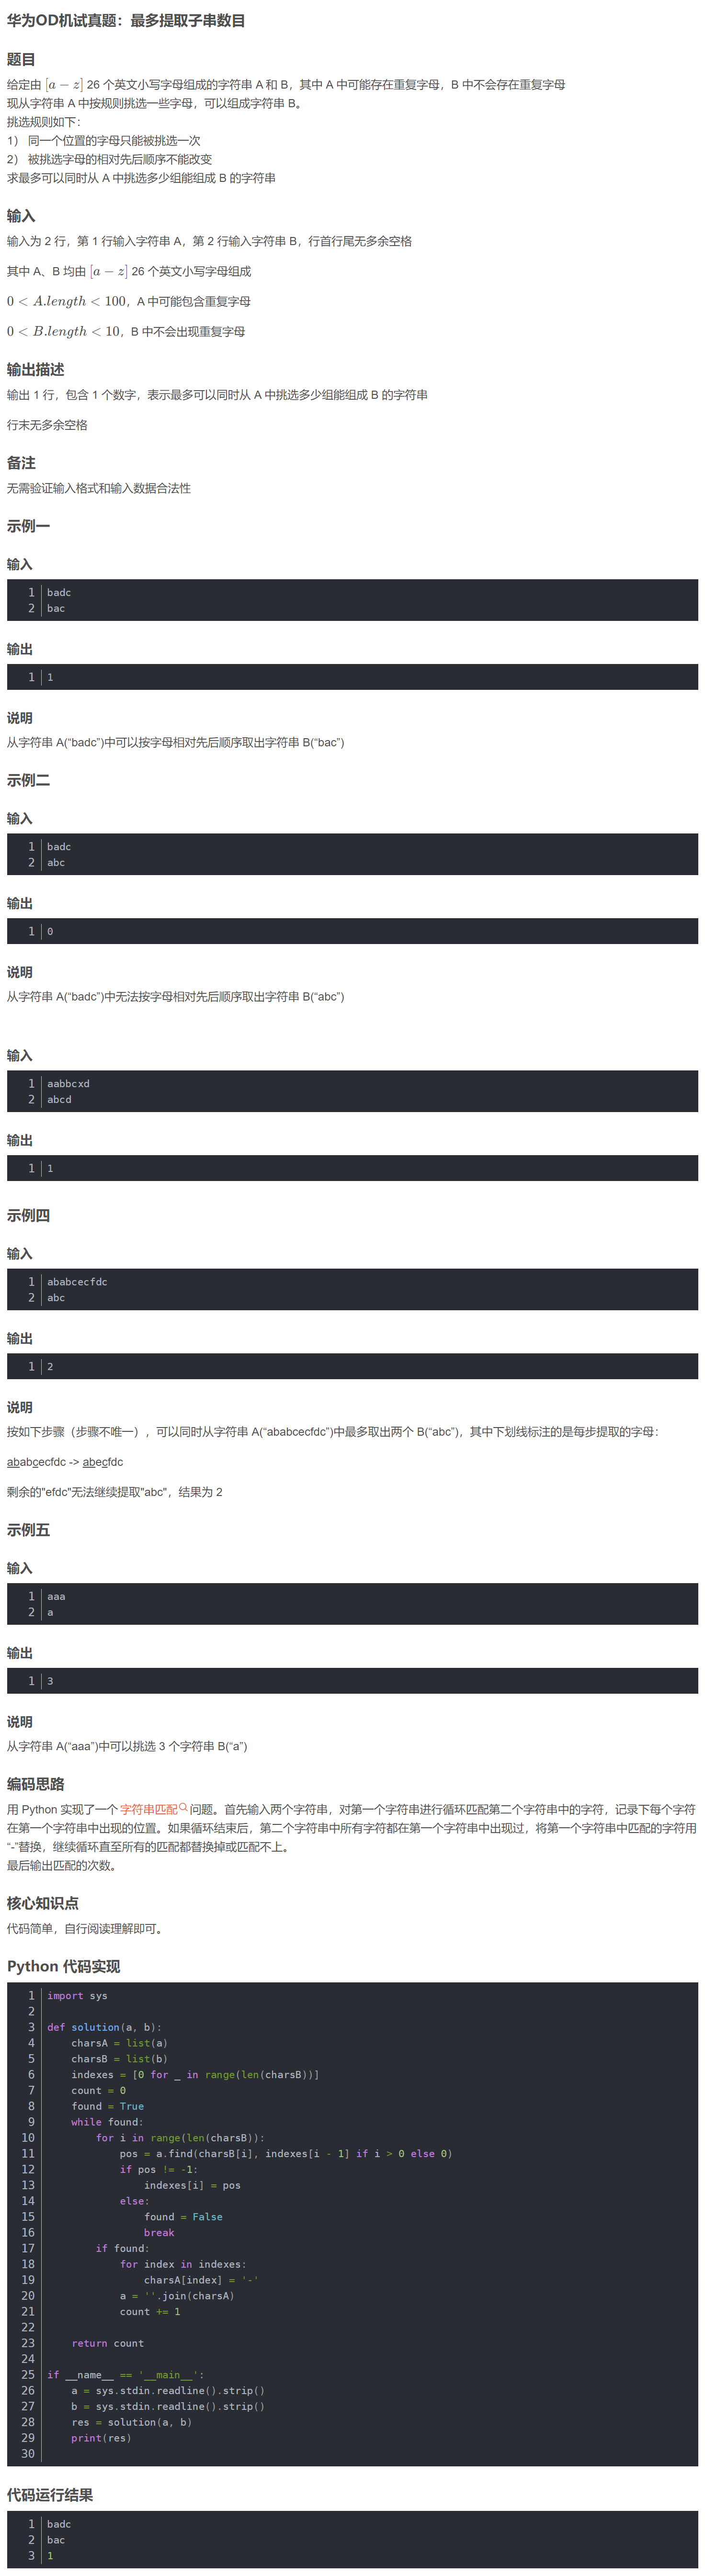 华为OD机试真题：最多提取子串数目
题目
给定由 [a − z] 26 个英文小写字母组成的字符串 A 和 B，其中 A 中可能存在重复字母，B 中不会存在重复字母
现从字符串 A 中按规则挑选一些字母，可以组成字符串 B。
挑选规则如下：
1） 同一个位置的字母只能被挑选一次
2） 被挑选字母的相对先后顺序不能改变
求最多可以同时从 A 中挑选多少组能组成 B 的字符串
输入
输入为 2 行，第 1 行输入字符串 A，第 2 行输入字符串 B，行首行尾无多余空格
其中 A、B 均由 [a − z] 26 个英文小写字母组成
0 < A.length < 100，A 中可能包含重复字母
0 < B.length < 10，B 中不会出现重复字母
输出描述
输出 1 行，包含 1 个数字，表示最多可以同时从 A 中挑选多少组能组成 B 的字符串
行末无多余空格
备注
无需验证输入格式和输入数据合法性
示例一
输入
1 badc
2 bac
输出
1 1
说明
从字符串 A(“badc”)中可以按字母相对先后顺序取出字符串 B(“bac”)
示例二
输入
1 badc
2 abc
输出
1 0
说明
从字符串 A(“badc”)中无法按字母相对先后顺序取出字符串 B(“abc”)
输入
1 aabbcxd
2 abcd
输出
1 1
示例四
输入
1 ababcecfdc
2 abc
输出
1 2
说明
按如下步骤（步骤不唯一），可以同时从字符串 A(“ababcecfdc”)中最多取出两个 B(“abc”)，其中下划线标注的是每步提取的字母：
ababcecfdc -> abecfdc
剩余的"efdc"无法继续提取"abc"，结果为 2
示例五
输入
1 aaa
2 a
输出
1 3
说明
从字符串 A(“aaa”)中可以挑选 3 个字符串 B(“a”)
编码思路
用 Python 实现了一个 字符串匹配 问题。首先输入两个字符串，对第一个字符串进行循环匹配第二个字符串中的字符，记录下每个字符
在第一个字符串中出现的位置。如果循环结束后，第二个字符串中所有字符都在第一个字符串中出现过，将第一个字符串中匹配的字符用
“-”替换，继续循环直至所有的匹配都替换掉或匹配不上。
最后输出匹配的次数。
核心知识点
代码简单，自行阅读理解即可。
Python 代码实现
1 import sys
2
3 def solution(a, b):
4     charsA = list(a)
5     charsB = list(b)
6     indexes = [0 for _ in range(len(charsB))]
7     count = 0
8     found = True
9     while found:
10         for i in range(len(charsB)):
11             pos = a.find(charsB[i], indexes[i - 1] if i > 0 else 0)
12             if pos != -1:
13                 indexes[i] = pos
14             else:
15                 found = False
16                 break
17         if found:
18             for index in indexes:
19                 charsA[index] = '-'
20             a = ''.join(charsA)
21             count += 1
22
23     return count
24
25 if __name__ == '__main__':
26     a = sys.stdin.readline().strip()
27     b = sys.stdin.readline().strip()
28     res = solution(a, b)
29     print(res)
30
代码运行结果
1 badc
2 bac
3 1